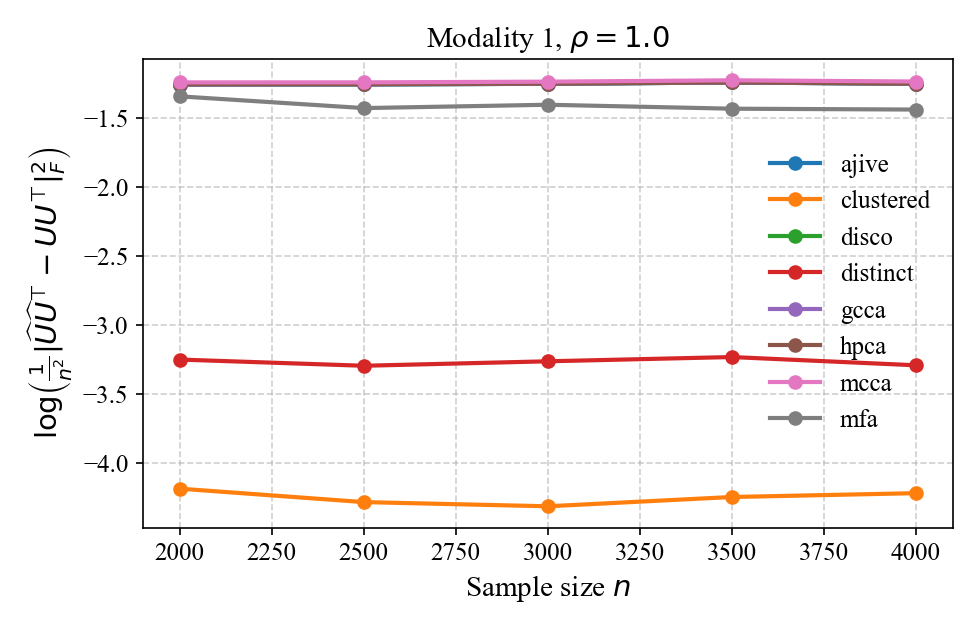 Modality 1, ρ = 1.0
log(1/n² |ÛÛ⊤ − UU⊤|²_F)
−1.5
−2.0
−2.5
−3.0
−3.5
−4.0
ajive
clustered
disco
distinct
gcca
hpca
mcca
mfa
2000 2250 2500 2750 3000 3250 3500 3750 4000
Sample size n